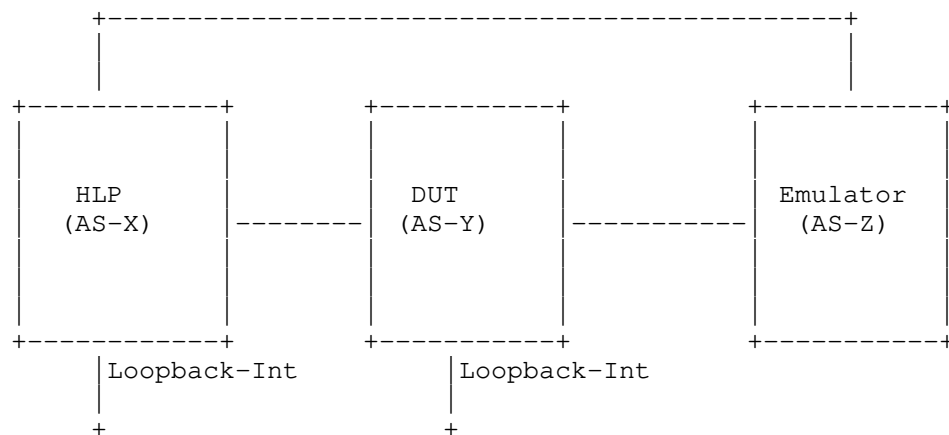 HLP DUT Emulator
(AS-X) (AS-Y) (AS-Z)
Loopback-Int Loopback-Int